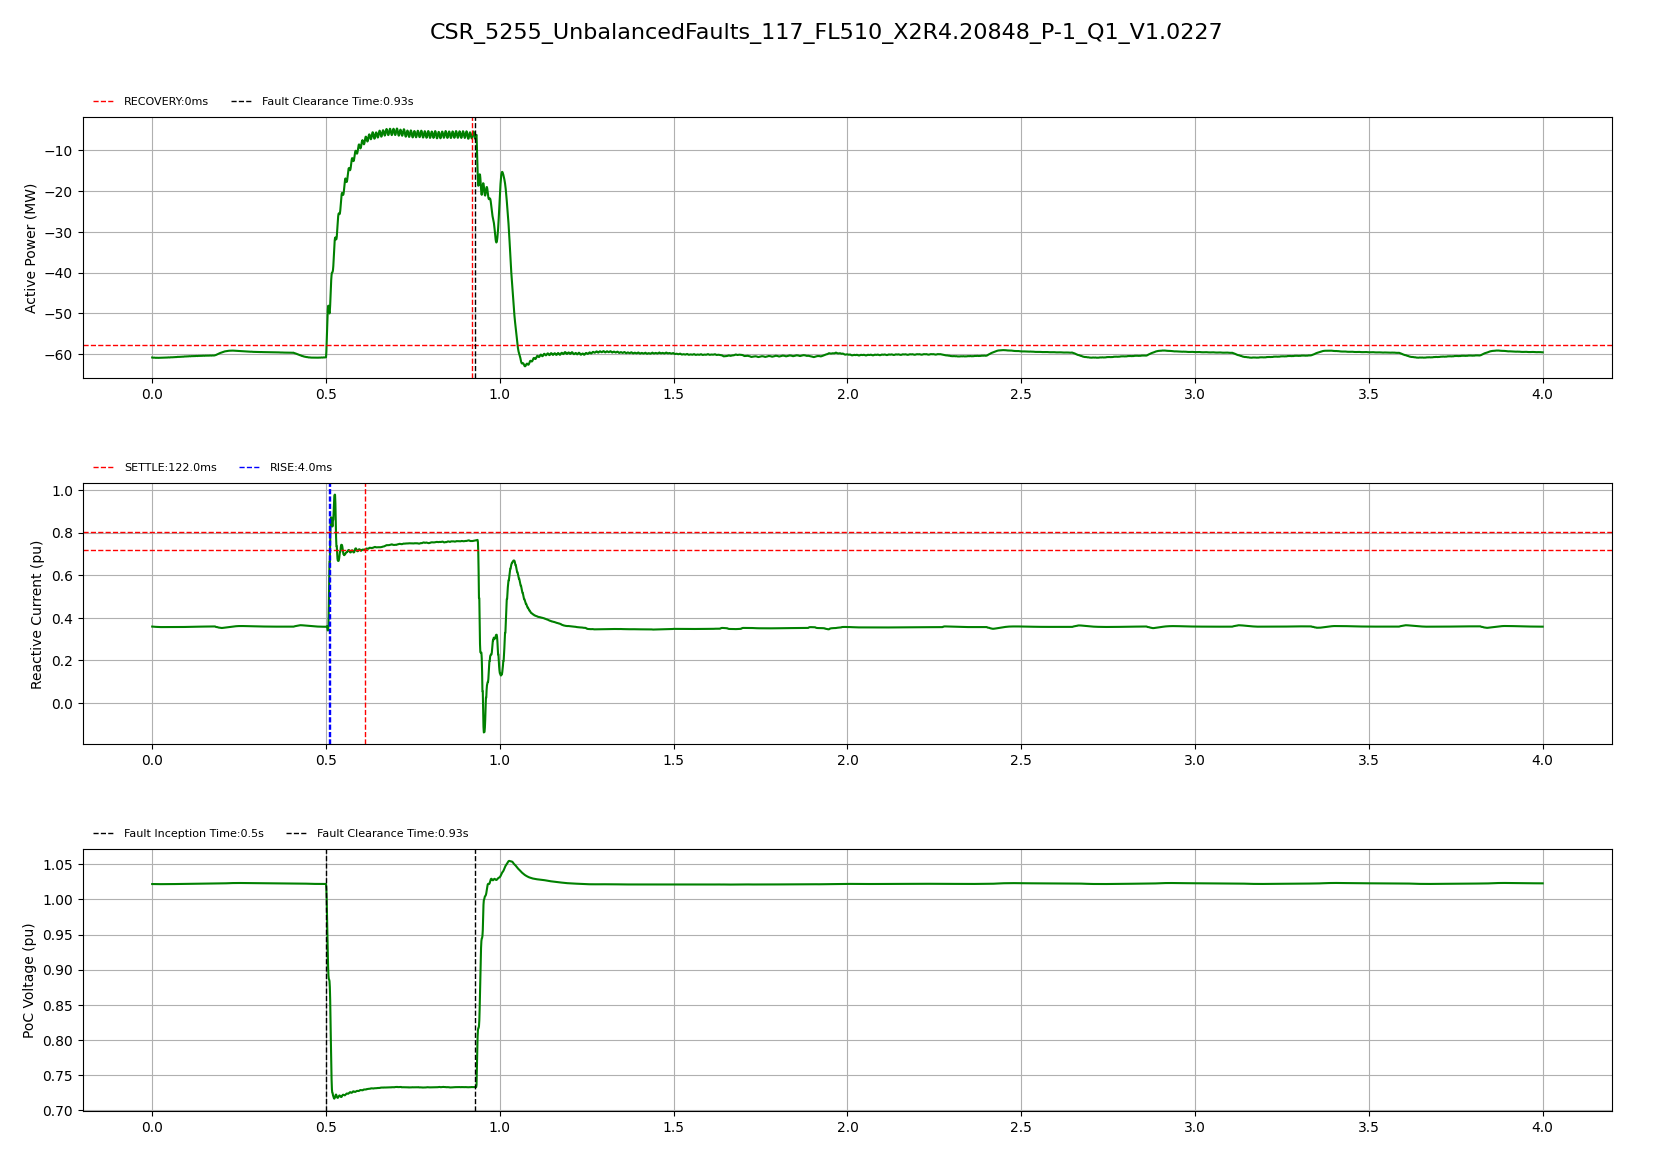 CSR_5255_UnbalancedFaults_117_FL510_X2R4.20848_P-1_Q1_V1.0227
RECOVERY:0ms Fault Clearance Time:0.93s
Active Power (MW)
−10
−20
−30
−40
−50
−60
0.0 0.5 1.0 1.5 2.0 2.5 3.0 3.5 4.0
SETTLE:122.0ms RISE:4.0ms
Reactive Current (pu)
1.0
0.8
0.6
0.4
0.2
0.0
0.0 0.5 1.0 1.5 2.0 2.5 3.0 3.5 4.0
Fault Inception Time:0.5s Fault Clearance Time:0.93s
PoC Voltage (pu)
1.05
1.00
0.95
0.90
0.85
0.80
0.75
0.70
0.0 0.5 1.0 1.5 2.0 2.5 3.0 3.5 4.0